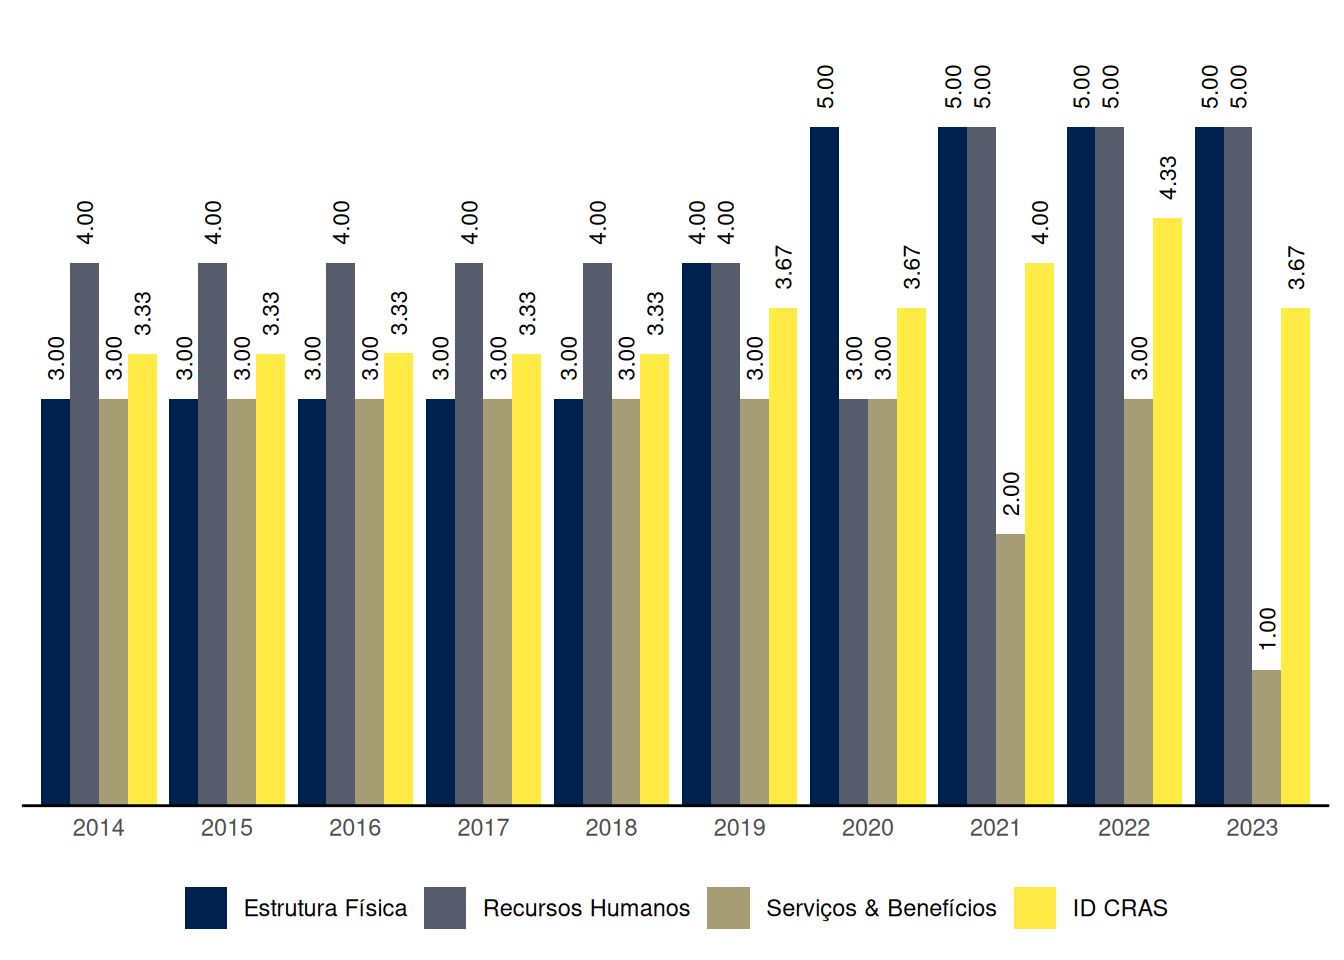 5.00 5.00 5.00 5.00 5.00 5.00 5.00
4.33
4.00 4.00 4.00 4.00 4.00 4.00 4.00 4.00
3.67 3.67 3.67
3.33 3.33 3.33 3.33 3.33
3.00 3.00 3.00 3.00 3.00 3.00 3.00 3.00 3.00 3.00 3.00 3.00 3.00 3.00
2.00
1.00
2014 2015 2016 2017 2018 2019 2020 2021 2022 2023
Estrutura Física Recursos Humanos Serviços & Benefícios ID CRAS